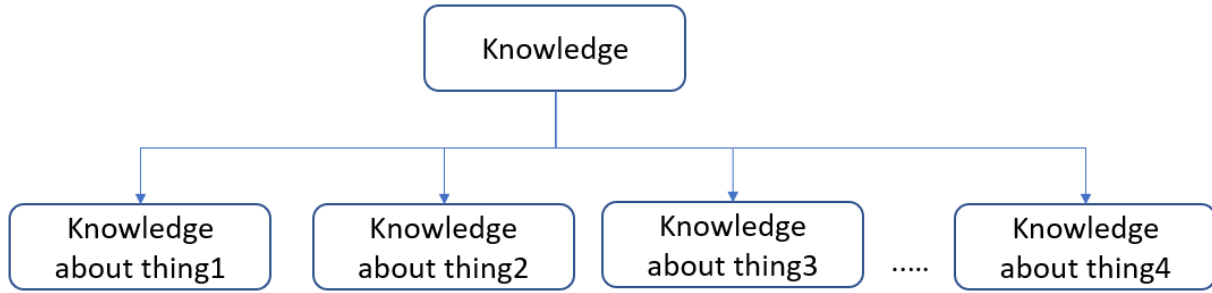 Knowledge
Knowledge
about thing1
Knowledge
about thing2
Knowledge
about thing3
.....
Knowledge
about thing4